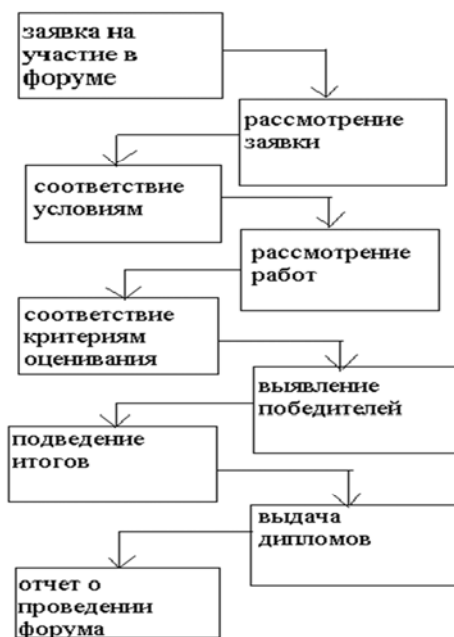 заявка на
участие в
форуме
рассмотрение
заявки
соответствие
условиям
рассмотрение
работ
соответствие
критериям
оценивания
выявление
победителей
подведение
итогов
выдача
дипломов
отчет о
проведении
форума